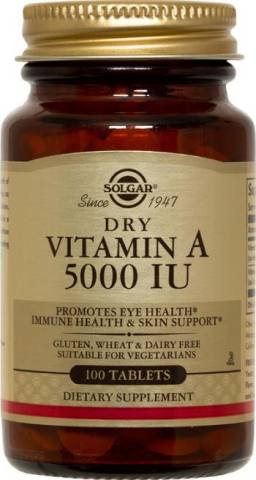 SOLGAR®
Since 1947
DRY
VITAMIN A
5000 IU
PROMOTES EYE HEALTH*
IMMUNE HEALTH & SKIN SUPPORT*
GLUTEN, WHEAT & DAIRY FREE
SUITABLE FOR VEGETARIANS
100 TABLETS
DIETARY SUPPLEMENT